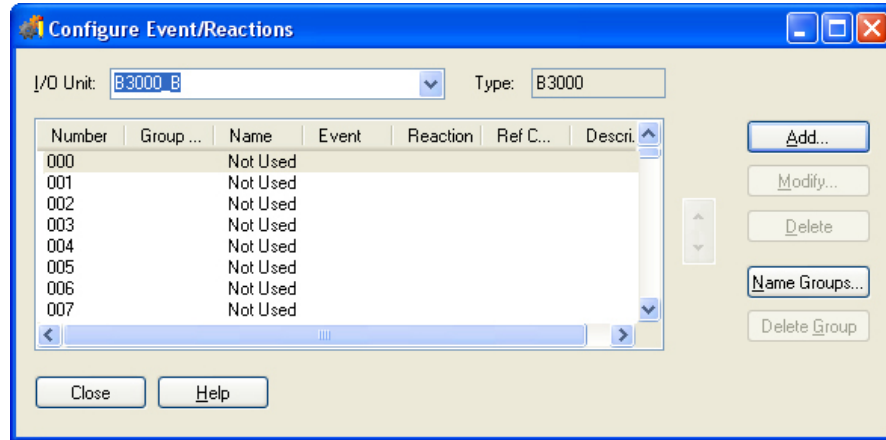 Configure Event/Reactions
I/O Unit: B3000_B Type: B3000
Number Group ... Name Event Reaction Ref C... Descri.
000 Not Used
001 Not Used
002 Not Used
003 Not Used
004 Not Used
005 Not Used
006 Not Used
007 Not Used
Add...
Modify...
Delete
Name Groups...
Delete Group
Close Help